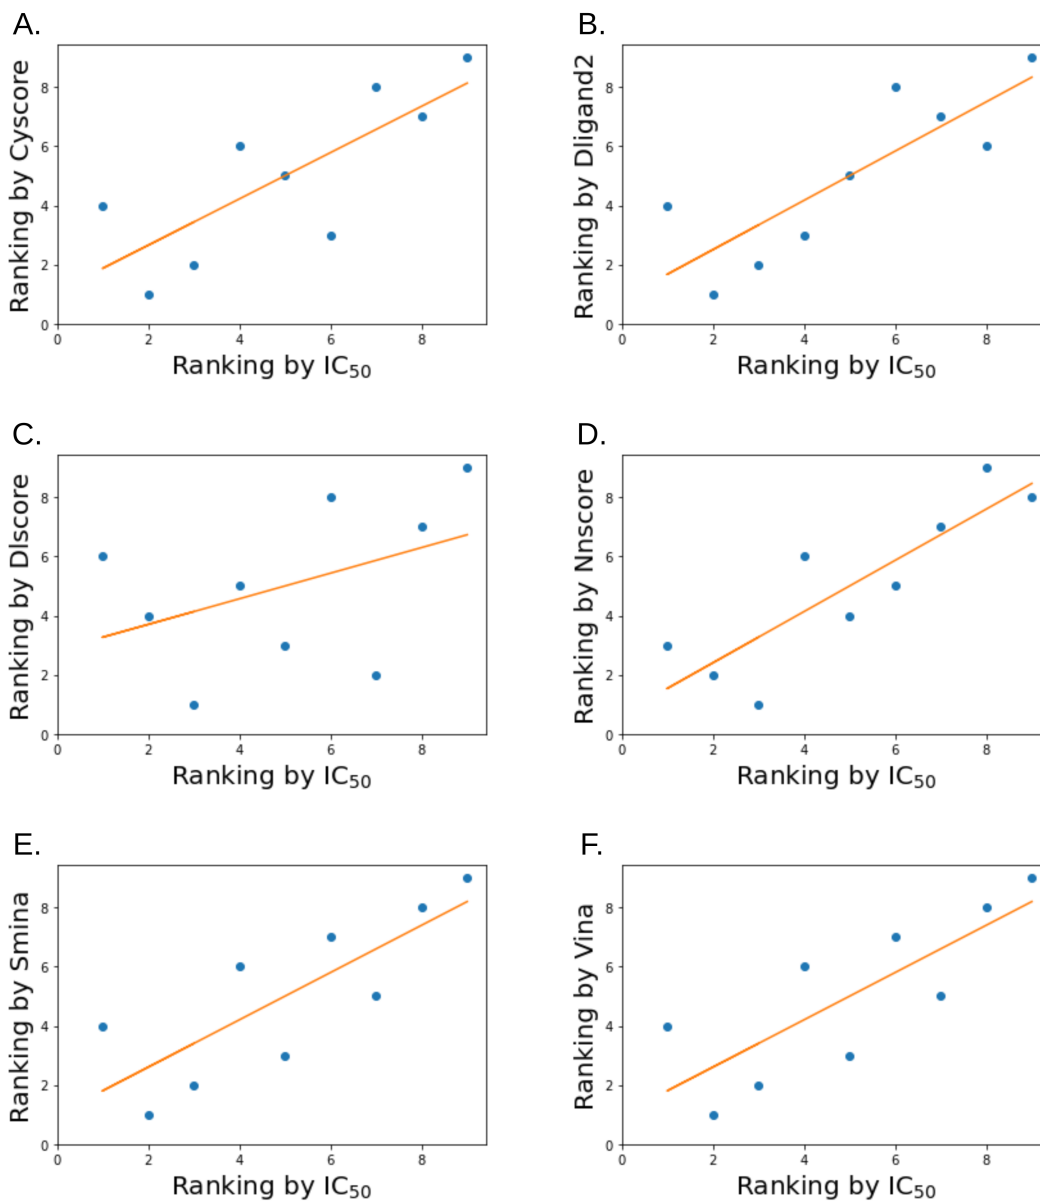 A.
Ranking by Cyscore
8
6
4
2
0
0 2 4 6 8
Ranking by IC50
B.
Ranking by Dligand2
8
6
4
2
0
0 2 4 6 8
Ranking by IC50
C.
Ranking by Dlscore
8
6
4
2
0
0 2 4 6 8
Ranking by IC50
D.
Ranking by Nnscore
8
6
4
2
0
0 2 4 6 8
Ranking by IC50
E.
Ranking by Smina
8
6
4
2
0
0 2 4 6 8
Ranking by IC50
F.
Ranking by Vina
8
6
4
2
0
0 2 4 6 8
Ranking by IC50